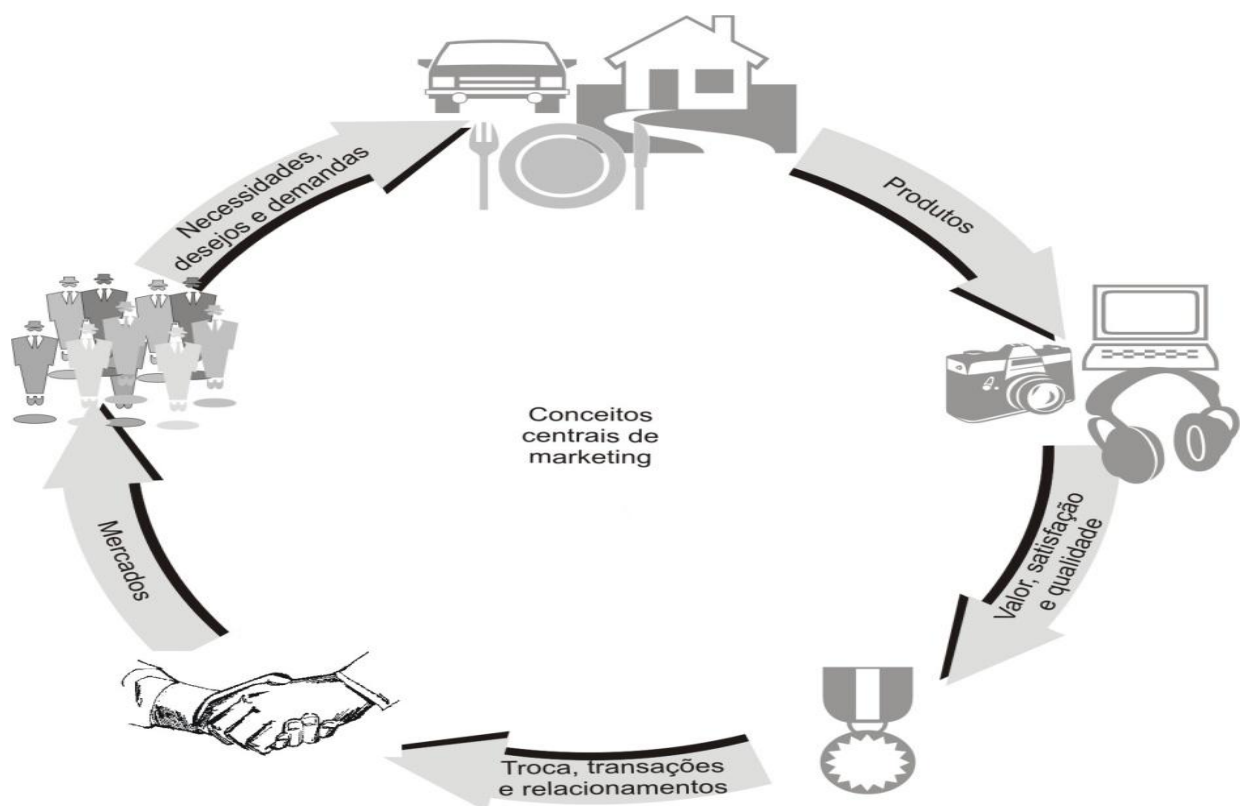 Necessidades,
desejos e demandas
Produtos
Valor, satisfação
e qualidade
Troca, transações
e relacionamentos
Mercados
Conceitos
centrais de
marketing